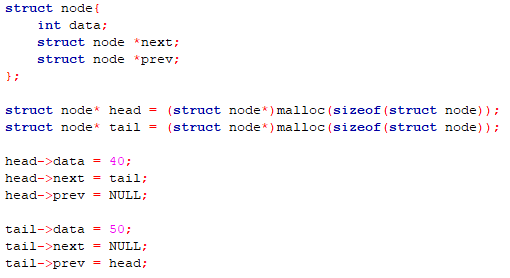 struct node{
    int data;
    struct node *next;
    struct node *prev;
};
struct node* head = (struct node*)malloc(sizeof(struct node));
struct node* tail = (struct node*)malloc(sizeof(struct node));
head->data = 40;
head->next = tail;
head->prev = NULL;
tail->data = 50;
tail->next = NULL;
tail->prev = head;